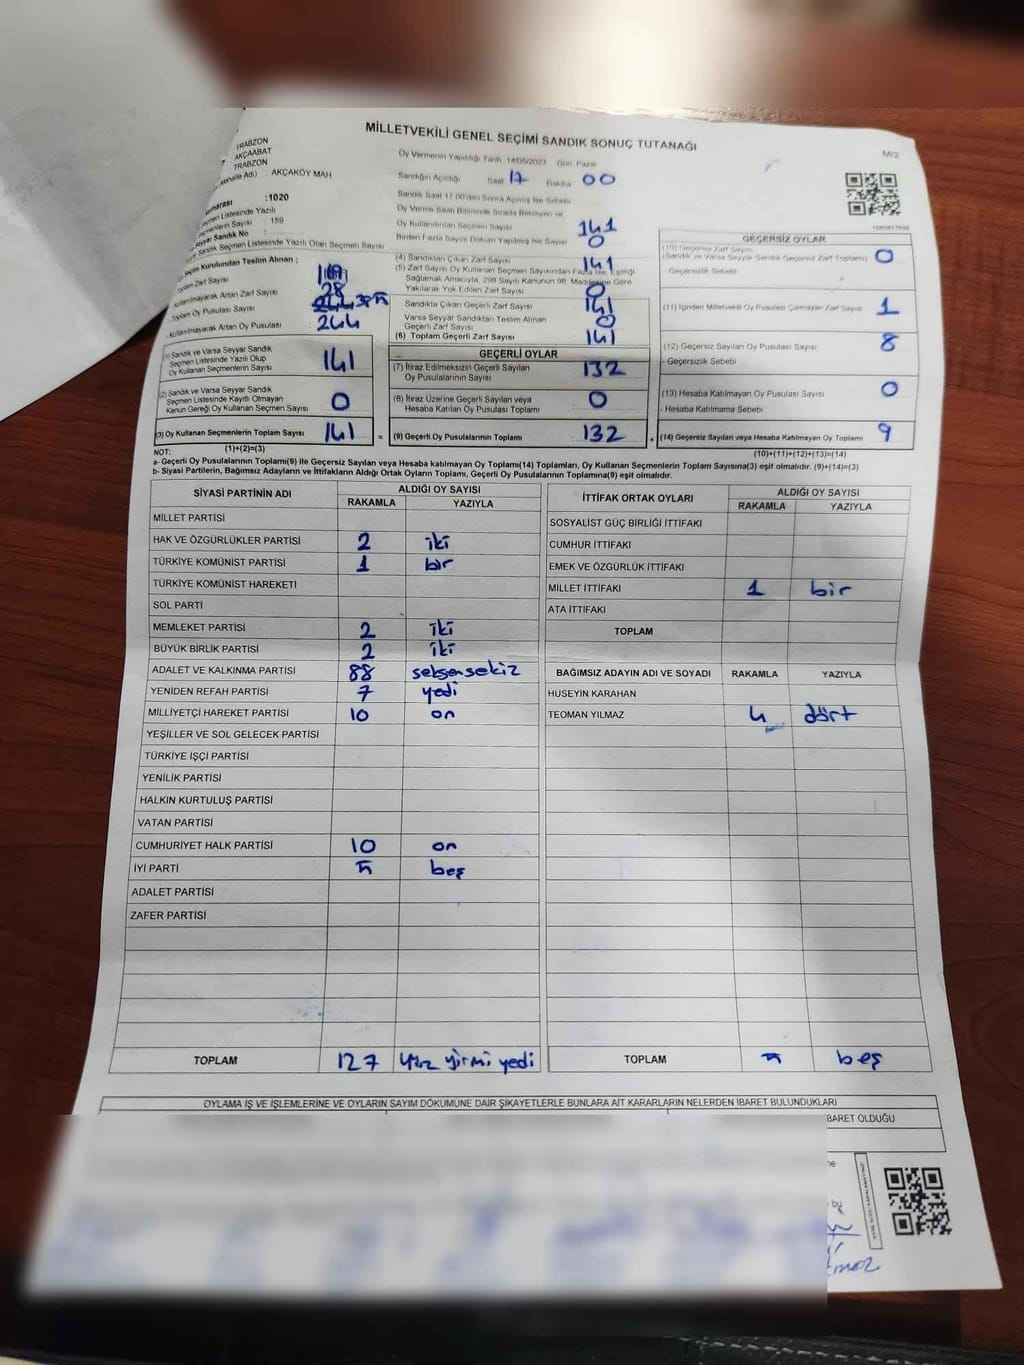 MİLLETVEKİLİ GENEL SEÇİMİ SANDIK SONUÇ TUTANAĞI
M/2
TRABZON
AKÇAABAT
TRABZON
AKÇAKÖY MAH
:1020
Oy Vermenin Yapıldığı Tarih 14/05/2023 Gün Pazar
Sandığın Açıldığı Saat 17 Dakika 00
Sandık Saat 17.00'den Sonra Açılmış İse Sebebi
Oy Verme Saati Bitiminde Sırada Bekleyen ve
Oy Kullandırılan Seçmen Sayısı 141
Birden Fazla Sayım Döküm Yapılmış İse Sayısı 0
Seçmen Listesinde Yazılı
Seçmenlerin Sayısı : 159
Seyyar Sandık No :
Seyyar Sandık Seçmen Listesinde Yazılı Olan Seçmen Sayısı
Seçim Kurulundan Teslim Alınan ;
Toplam Zarf Sayısı
Kullanılmayarak Artan Zarf Sayısı 28
Toplam Oy Pusulası Sayısı
Kullanılmayarak Artan Oy Pusulası 244
(1) Sandık ve Varsa Seyyar Sandık
Seçmen Listesinde Yazılı Olup
Oy Kullanan Seçmenlerin Sayısı 141
(2) Sandık ve Varsa Seyyar Sandık
Seçmen Listesinde Kayıtlı Olmayan
Kanun Gereği Oy Kullanan Seçmen Sayısı 0
(3) Oy Kullanan Seçmenlerin Toplam Sayısı 141
(1)+(2)=(3)
(4) Sandıktan Çıkan Zarf Sayısı 141
(5) Zarf Sayısı Oy Kullanan Seçmen Sayısından Fazla İse, Eşitliği
Sağlamak Amacıyla, 298 Sayılı Kanunun 98. Maddesine Göre
Yakılarak Yok Edilen Zarf Sayısı 0
Sandıkta Çıkan Geçerli Zarf Sayısı 141
Varsa Seyyar Sandıktan Teslim Alınan
Geçerli Zarf Sayısı 0
(6) Toplam Geçerli Zarf Sayısı 141
GEÇERLİ OYLAR
(7) İtiraz Edilmeksizin Geçerli Sayılan
Oy Pusulalarının Sayısı 132
(8) İtiraz Üzerine Geçerli Sayılan veya
Hesaba Katılan Oy Pusulası Toplamı 0
= (9) Geçerli Oy Pusulalarının Toplamı 132 +
GEÇERSİZ OYLAR
(10) Geçersiz Zarf Sayısı
(Sandık ve Varsa Seyyar Sandık Geçersiz Zarf Toplamı) 0
- Geçersizlik Sebebi
(11) İçinden Milletvekili Oy Pusulası Çıkmayan Zarf Sayısı 1
(12) Geçersiz Sayılan Oy Pusulası Sayısı 8
- Geçersizlik Sebebi
(13) Hesaba Katılmayan Oy Pusulası Sayısı 0
- Hesaba Katılmama Sebebi
(14) Geçersiz Sayılan veya Hesaba Katılmayan Oy Toplamı 9
(10)+(11)+(12)+(13)=(14)
NOT:
a- Geçerli Oy Pusulalarının Toplamı(9) ile Geçersiz Sayılan veya Hesaba katılmayan Oy Toplamı(14) Toplamları, Oy Kullanan Seçmenlerin Toplam Sayısına(3) eşit olmalıdır. (9)+(14)=(3)
b- Siyasi Partilerin, Bağımsız Adayların ve İttifakların Aldığı Ortak Oyların Toplamı, Geçerli Oy Pusulalarının Toplamına(9) eşit olmalıdır.
SİYASİ PARTİNİN ADI ALDIĞI OY SAYISI
RAKAMLA YAZIYLA
MİLLET PARTİSİ
HAK VE ÖZGÜRLÜKLER PARTİSİ 2 iki
TÜRKİYE KOMÜNİST PARTİSİ 1 bir
TÜRKİYE KOMÜNİST HAREKETİ
SOL PARTİ
MEMLEKET PARTİSİ 2 iki
BÜYÜK BİRLİK PARTİSİ 2 iki
ADALET VE KALKINMA PARTİSİ 88 seksensekiz
YENİDEN REFAH PARTİSİ 7 yedi
MİLLİYETÇİ HAREKET PARTİSİ 10 on
YEŞİLLER VE SOL GELECEK PARTİSİ
TÜRKİYE İŞÇİ PARTİSİ
YENİLİK PARTİSİ
HALKIN KURTULUŞ PARTİSİ
VATAN PARTİSİ
CUMHURİYET HALK PARTİSİ 10 on
İYİ PARTİ 5 beş
ADALET PARTİSİ
ZAFER PARTİSİ
TOPLAM 127 yüz yirmi yedi
İTTİFAK ORTAK OYLARI ALDIĞI OY SAYISI
RAKAMLA YAZIYLA
SOSYALİST GÜÇ BİRLİĞİ İTTİFAKI
CUMHUR İTTİFAKI
EMEK VE ÖZGÜRLÜK İTTİFAKI
MİLLET İTTİFAKI 1 bir
ATA İTTİFAKI
TOPLAM
BAĞIMSIZ ADAYIN ADI VE SOYADI RAKAMLA YAZIYLA
HÜSEYİN KARAHAN
TEOMAN YILMAZ 4 dört
TOPLAM 5 beş
OYLAMA İŞ VE İŞLEMLERİNE VE OYLARIN SAYIM DÖKÜMÜNE DAİR ŞİKAYETLERLE BUNLARA AİT KARARLARIN NELERDEN İBARET BULUNDUKLARI
BARET OLDUĞU